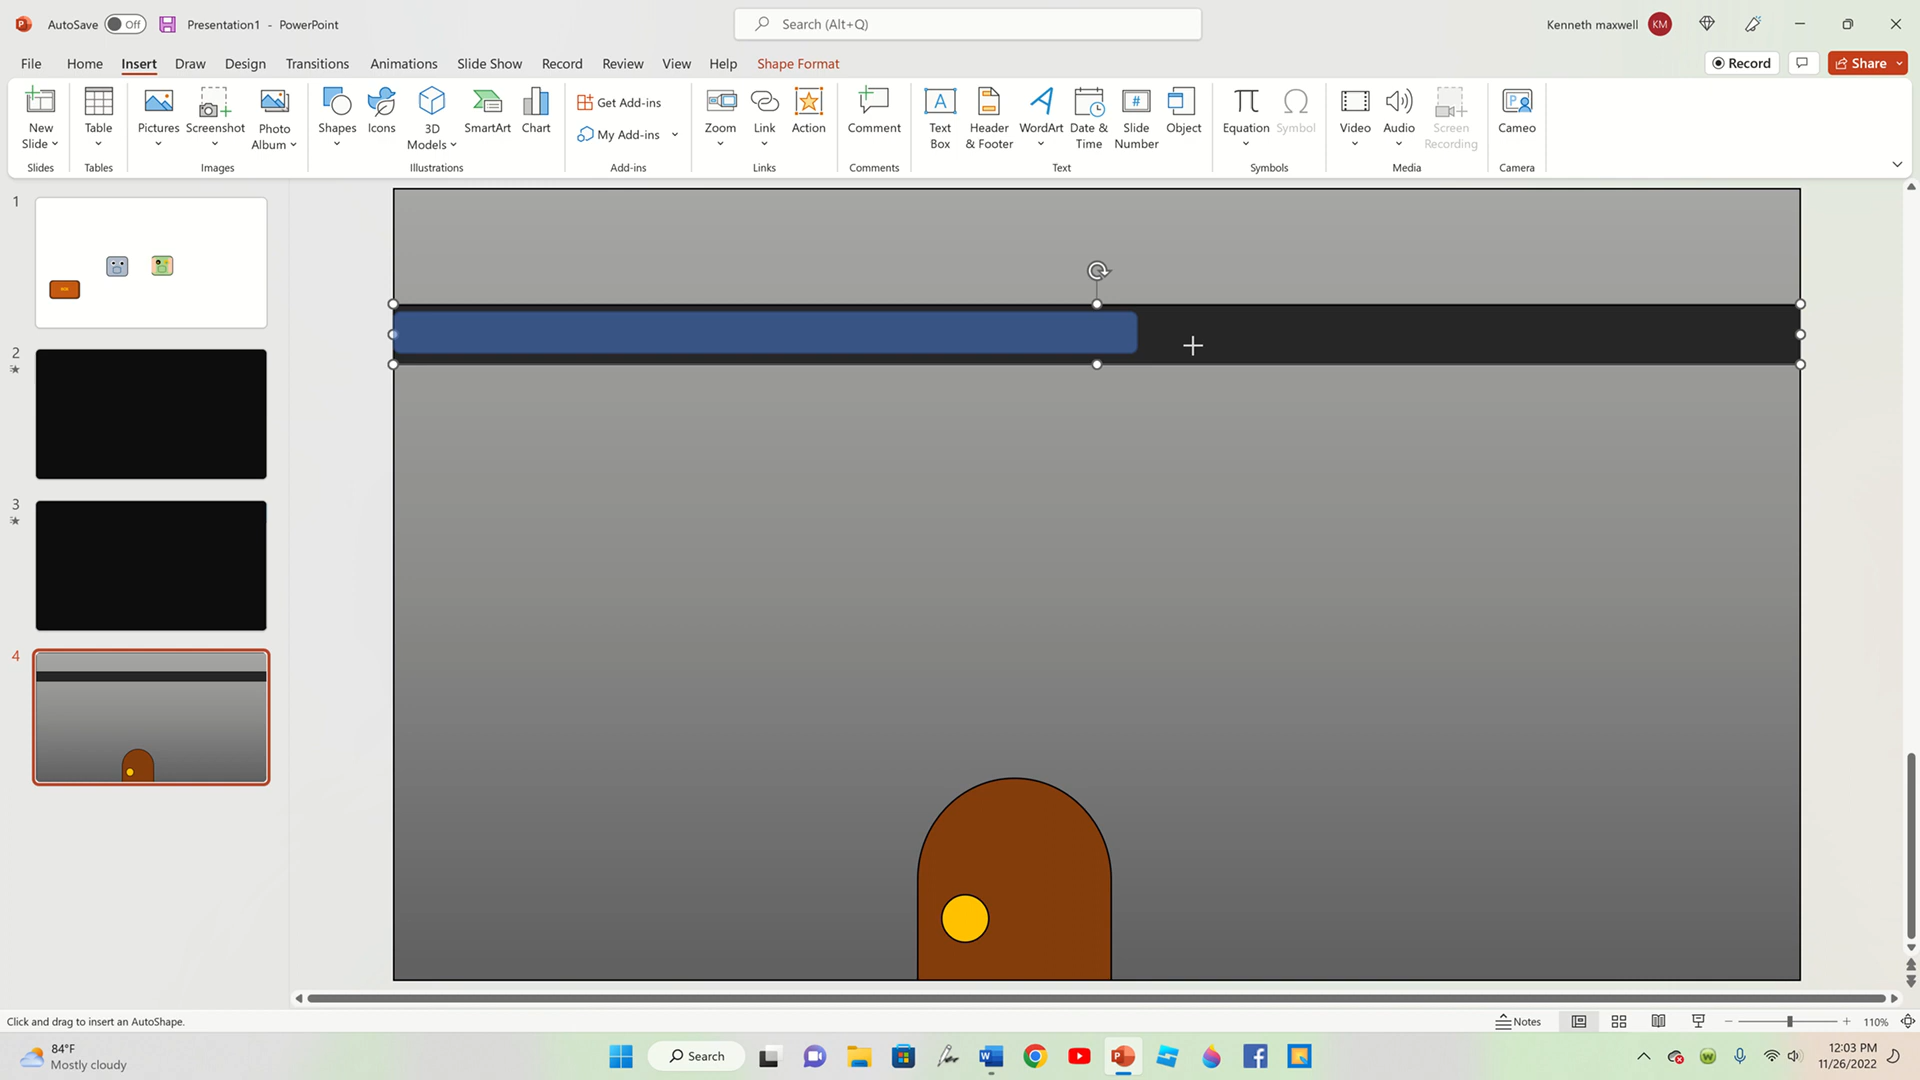 AutoSave Off Presentation1 - PowerPoint Search (Alt+Q) Kenneth maxwell KM
File Home Insert Draw Design Transitions Animations Slide Show Record Review View Help Shape Format Record Share
New Slide Table Pictures Screenshot Photo Album Shapes Icons 3D Models SmartArt Chart Get Add-ins My Add-ins Zoom Link Action Comment Text Box Header & Footer WordArt Date & Time Slide Number Object Equation Symbol Video Audio Screen Recording Cameo
Slides Tables Images Illustrations Add-ins Links Comments Text Symbols Media Camera
1
2
3
4
Click and drag to insert an AutoShape. Notes 110%
84°F
Mostly cloudy
Search
12:03 PM
11/26/2022